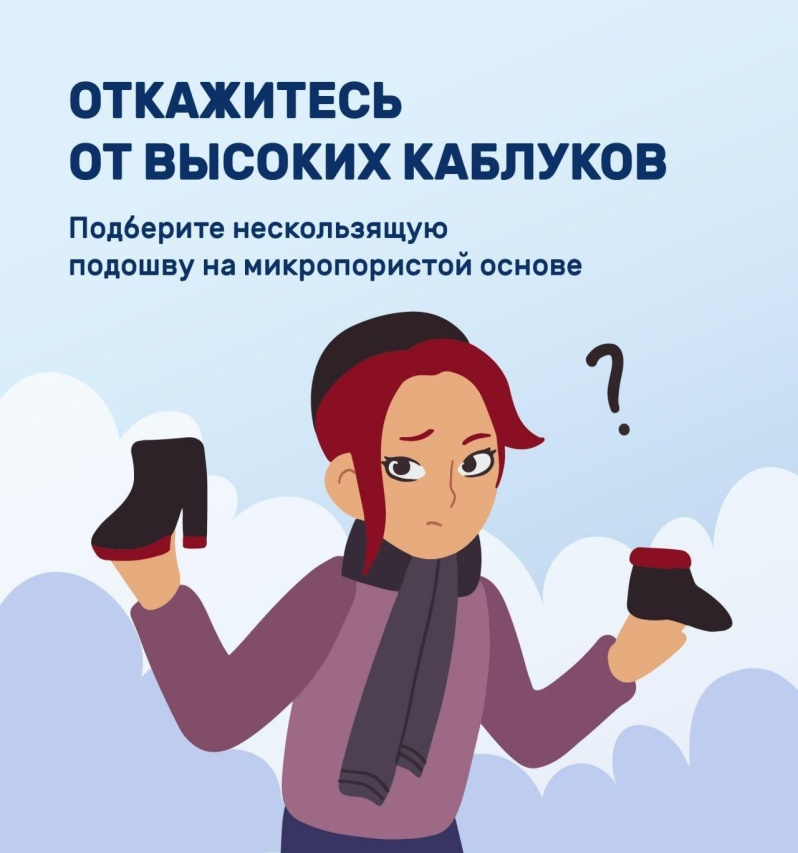 ОТКАЖИТЕСЬ
ОТ ВЫСОКИХ КАБЛУКОВ
Подберите нескользящую
подошву на микропористой основе
?